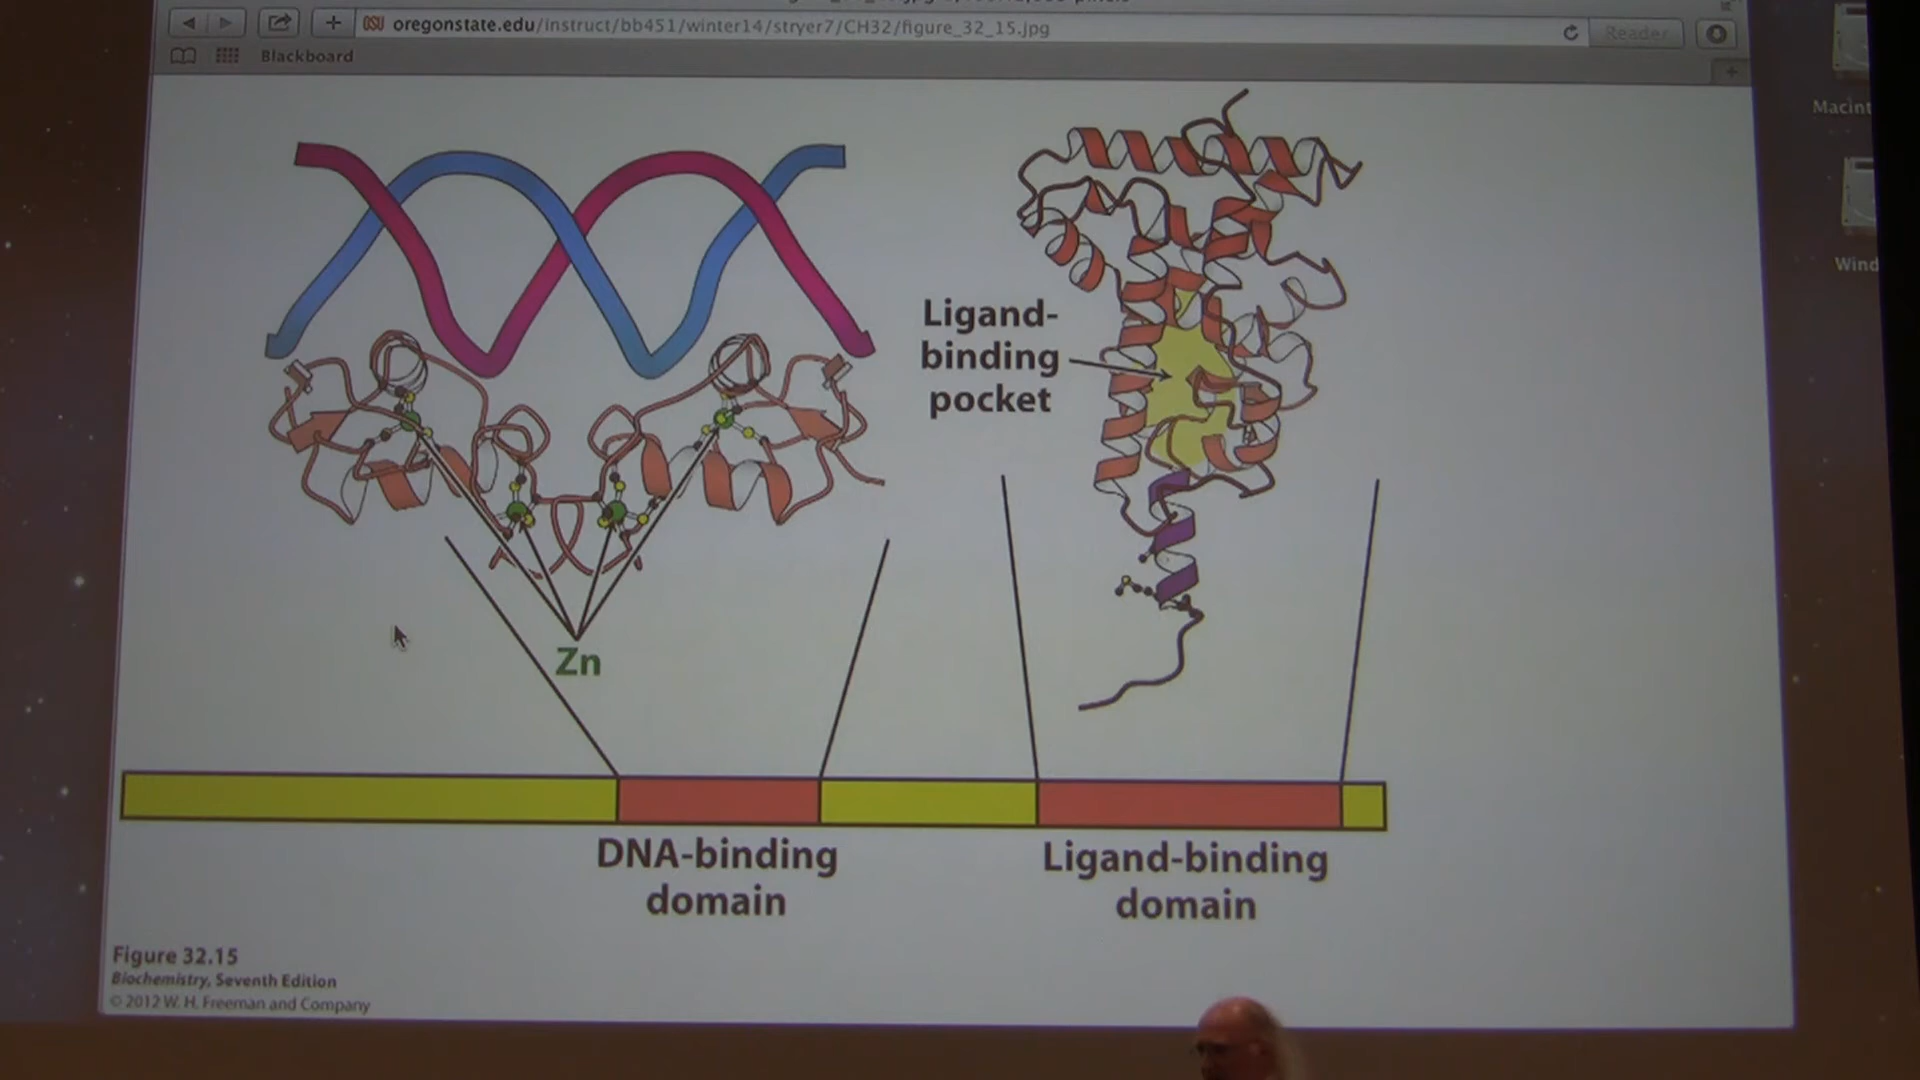 oregonstate.edu/instruct/bb451/winter14/stryer7/CH32/figure_32_15.jpg
Reader
Blackboard
Macint
Wind
Ligand-
binding
pocket
Zn
DNA-binding
domain
Ligand-binding
domain
Figure 32.15
Biochemistry, Seventh Edition
© 2012 W. H. Freeman and Company